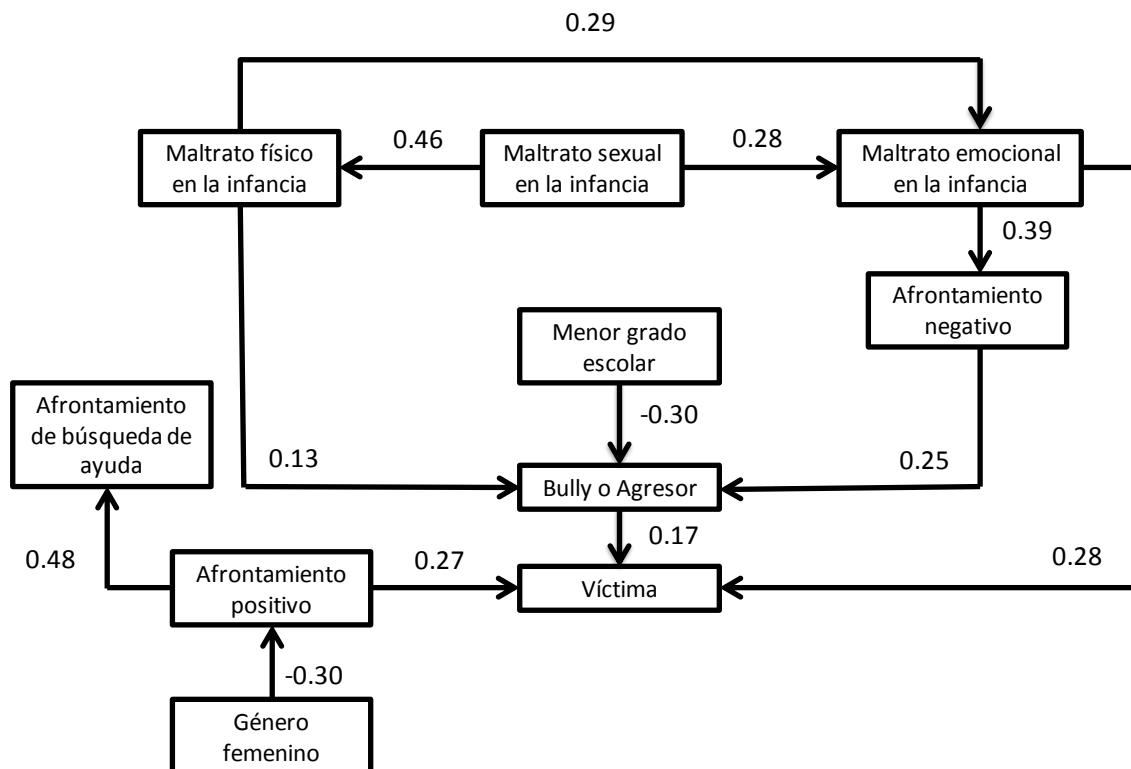 0.29
Maltrato físico
en la infancia
0.46
Maltrato sexual
en la infancia
0.28
Maltrato emocional
en la infancia
0.39
Afrontamiento
negativo
Menor grado
escolar
-0.30
Afrontamiento
de búsqueda de
ayuda
0.13
Bully o Agresor
0.25
0.17
0.48
Afrontamiento
positivo
0.27
Víctima
0.28
-0.30
Género
femenino